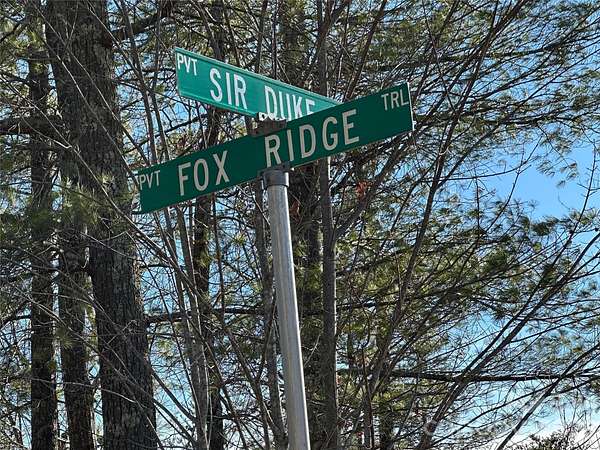 PVT SIR DUKE
PVT FOX RIDGE TRL